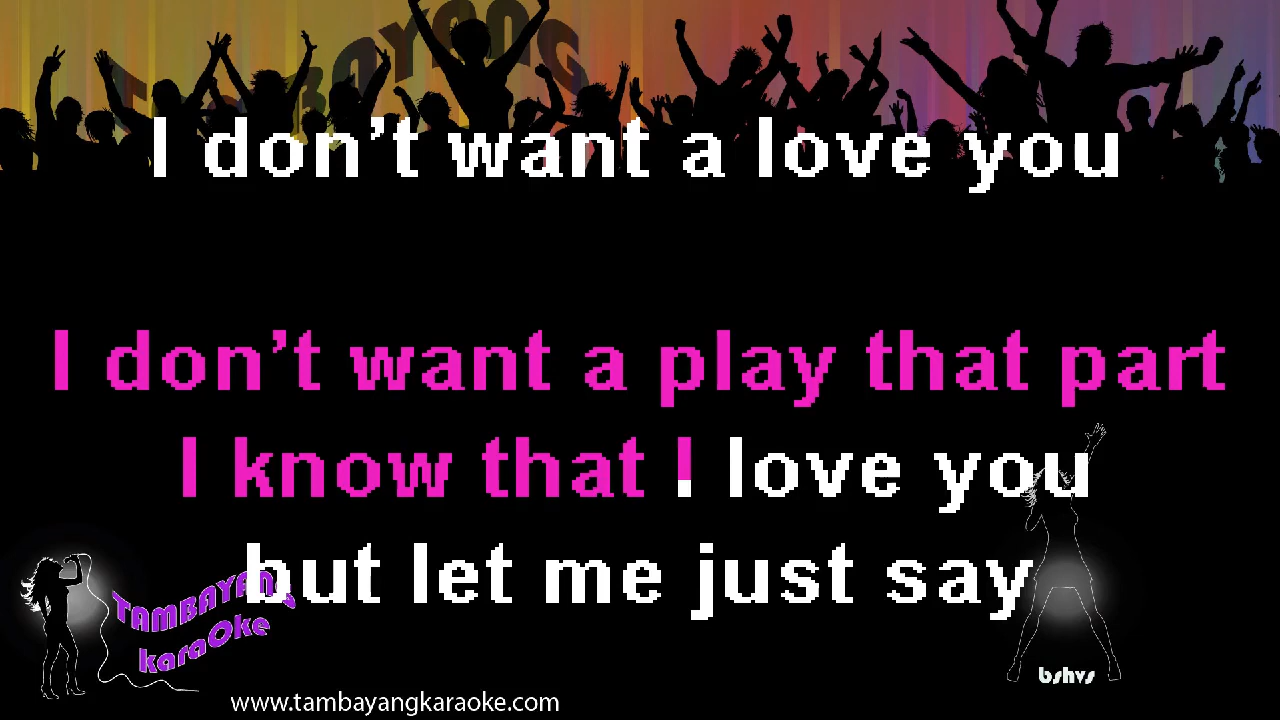 TAMBAYANG
I don't want a love you
I don't want a play that part
I know that I love you
but let me just say
TAMBAYANG
karaOke
bshvs
www.tambayangkaraoke.com